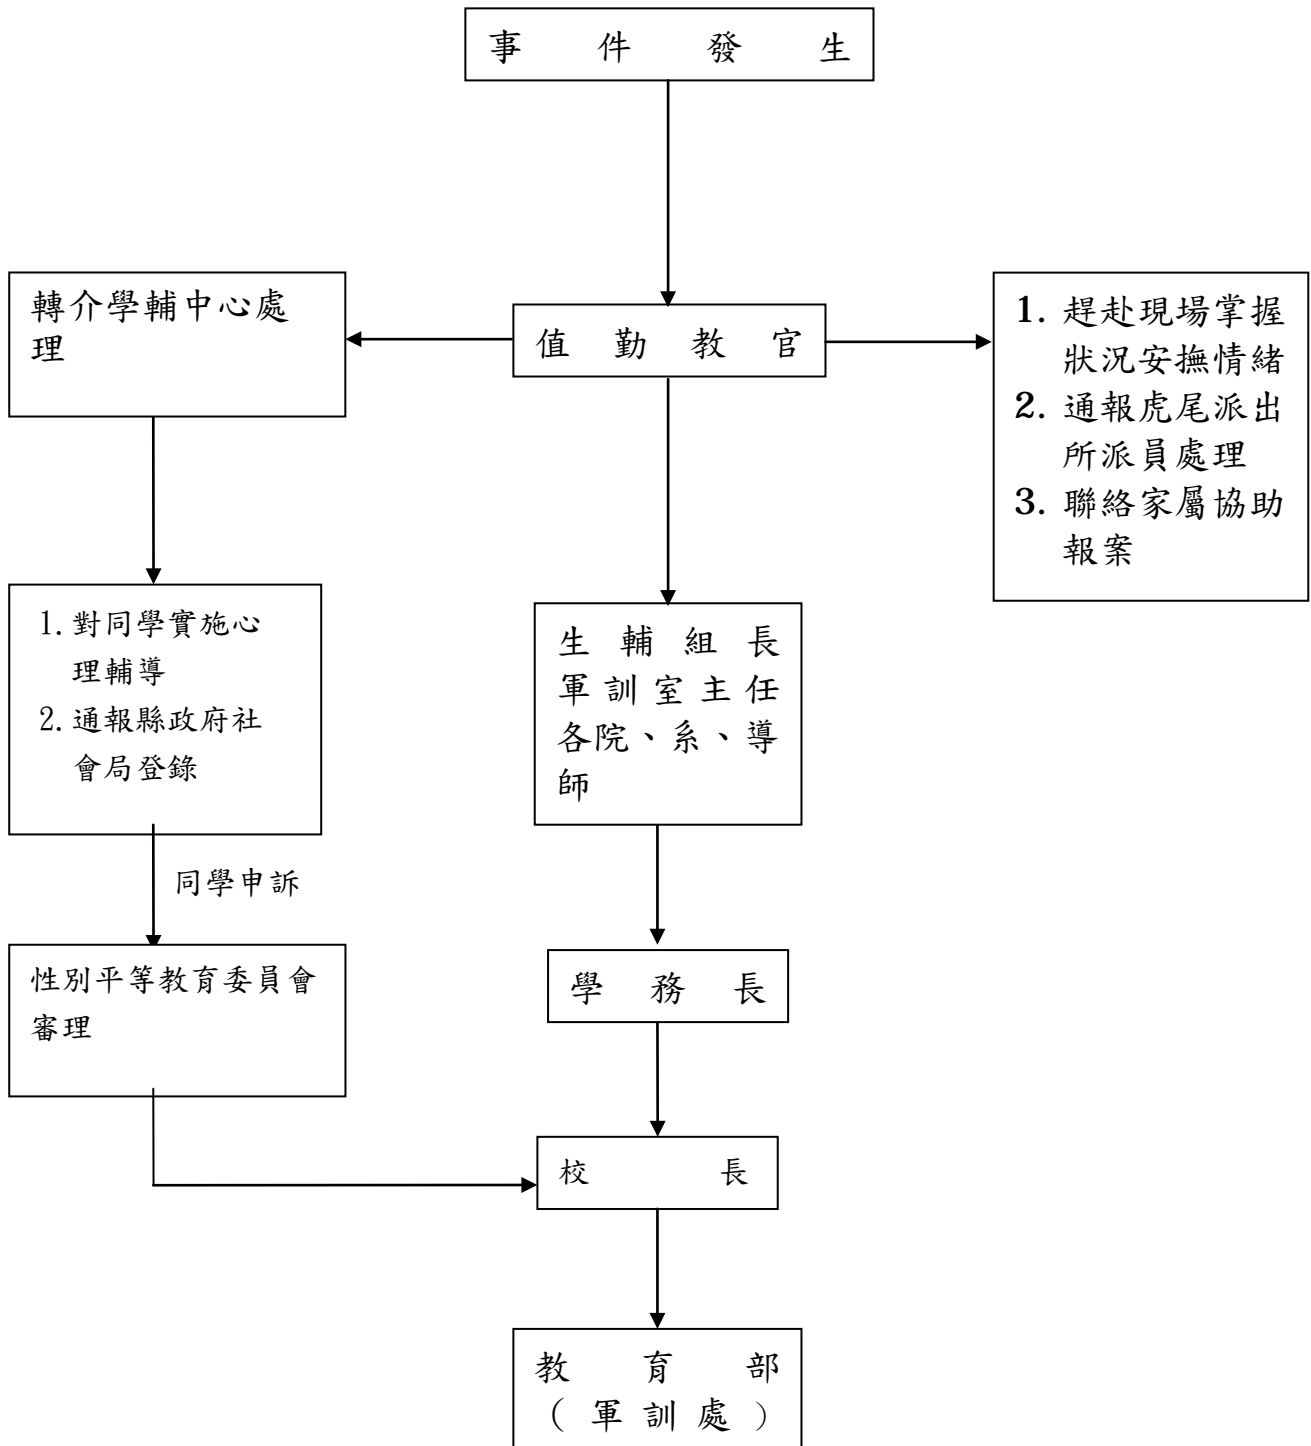 事件發生
轉介學輔中心處
理
值勤教官
1. 趕赴現場掌握
狀況安撫情緒
2. 通報虎尾派出
所派員處理
3. 聯絡家屬協助
報案
1. 對同學實施心
理輔導
2. 通報縣政府社
會局登錄
生輔組長
軍訓室主任
各院、系、導
師
同學申訴
性別平等教育委員會
審理
學務長
校長
教育部
(軍訓處)